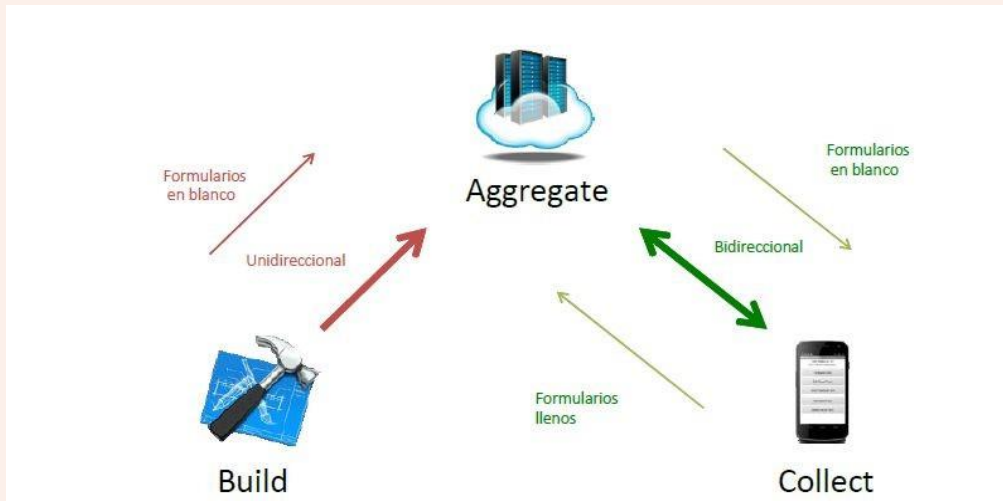 Aggregate
Formularios
en blanco
Unidireccional
Formularios
en blanco
Bidireccional
Formularios
llenos
Build
Collect